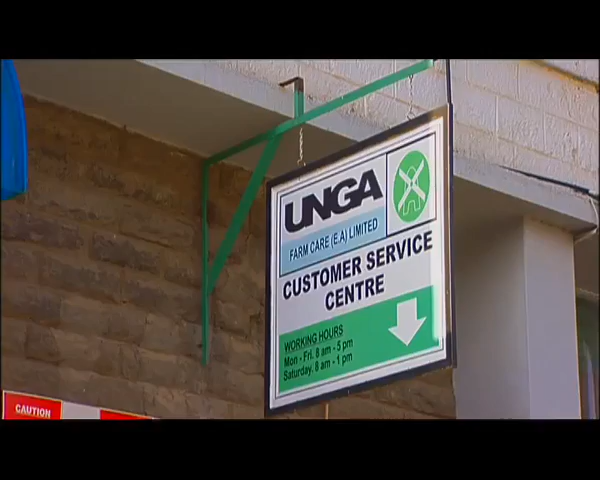 UNGA
FARM CARE (E.A) LIMITED
CUSTOMER SERVICE
CENTRE
WORKING HOURS
Mon - Fri. 8 am - 5 pm
Saturday. 8 am - 1 pm
CAUTION